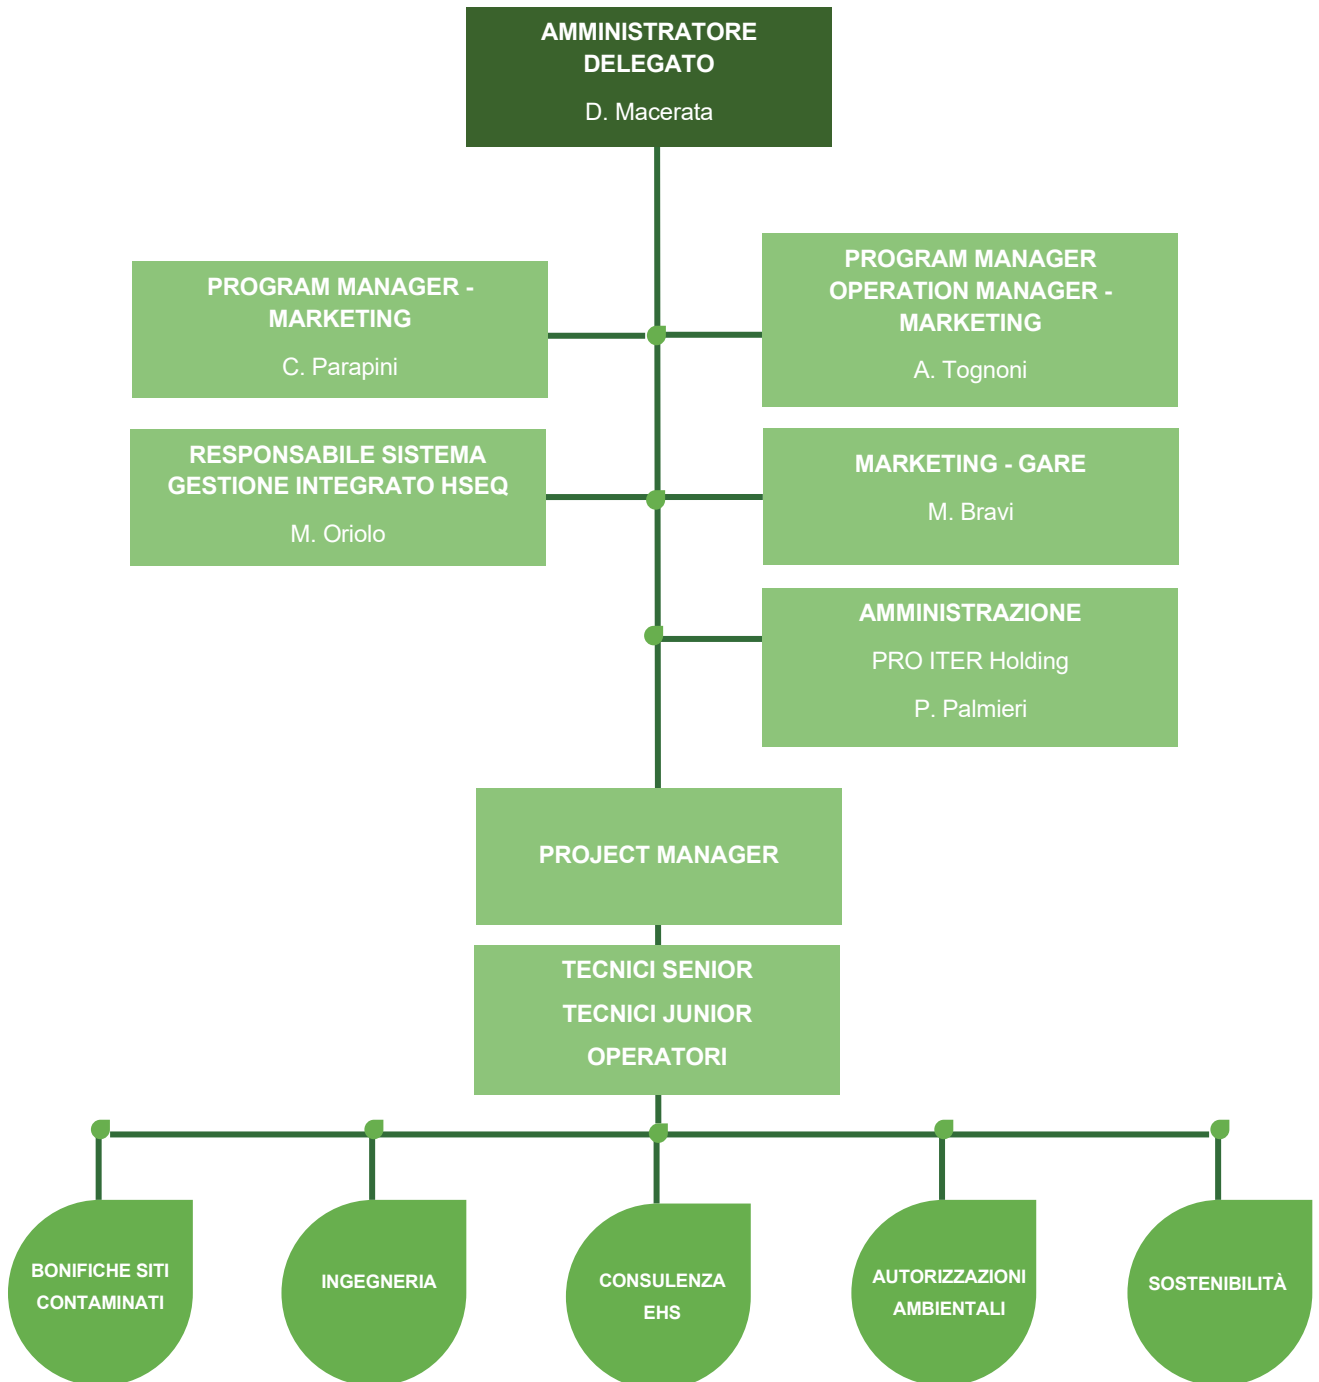 AMMINISTRATORE
DELEGATO
D. Macerata
PROGRAM MANAGER -
MARKETING
C. Parapini
PROGRAM MANAGER
OPERATION MANAGER -
MARKETING
A. Tognoni
RESPONSABILE SISTEMA
GESTIONE INTEGRATO HSEQ
M. Oriolo
MARKETING - GARE
M. Bravi
AMMINISTRAZIONE
PRO ITER Holding
P. Palmieri
PROJECT MANAGER
TECNICI SENIOR
TECNICI JUNIOR
OPERATORI
BONIFICHE SITI
CONTAMINATI
INGEGNERIA
CONSULENZA
EHS
AUTORIZZAZIONI
AMBIENTALI
SOSTENIBILITÀ